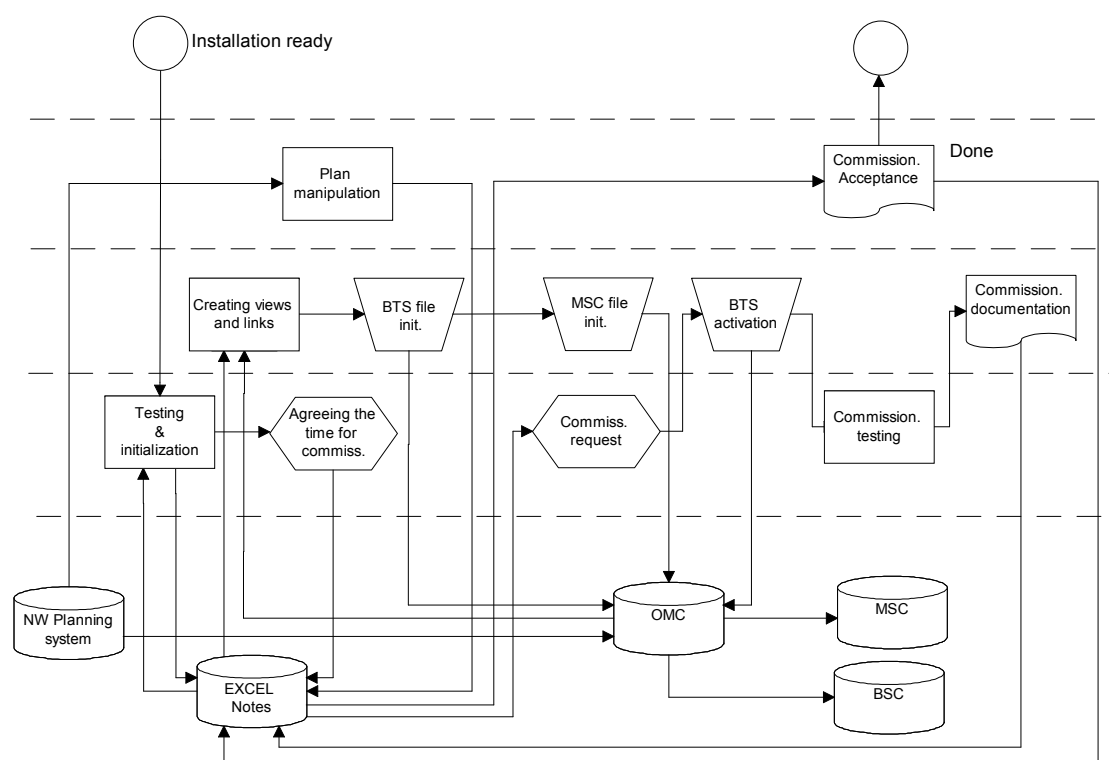 Installation ready
Plan
manipulation
Commission.
Acceptance
Done
Creating views
and links
BTS file
init.
MSC file
init.
BTS
activation
Commission.
documentation
Testing
&
initialization
Agreeing the
time for
commiss.
Commiss.
request
Commission.
testing
NW Planning
system
OMC
MSC
EXCEL
Notes
BSC